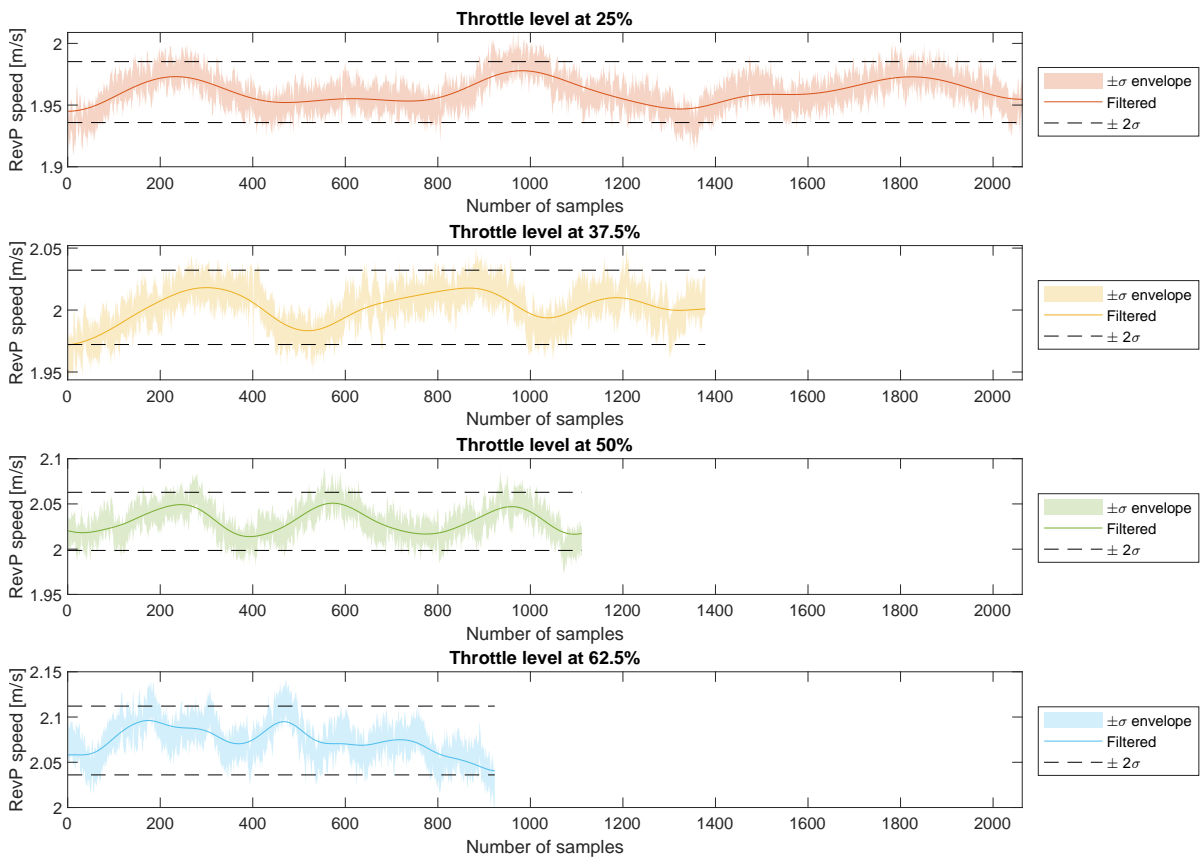 Throttle level at 25%
RevP speed [m/s]
2
1.95
1.9
0 200 400 600 800 1000 1200 1400 1600 1800 2000
Number of samples
±σ envelope
Filtered
± 2σ
Throttle level at 37.5%
RevP speed [m/s]
2.05
2
1.95
0 200 400 600 800 1000 1200 1400 1600 1800 2000
Number of samples
±σ envelope
Filtered
± 2σ
Throttle level at 50%
RevP speed [m/s]
2.1
2.05
2
1.95
0 200 400 600 800 1000 1200 1400 1600 1800 2000
Number of samples
±σ envelope
Filtered
± 2σ
Throttle level at 62.5%
RevP speed [m/s]
2.15
2.1
2.05
2
0 200 400 600 800 1000 1200 1400 1600 1800 2000
Number of samples
±σ envelope
Filtered
± 2σ